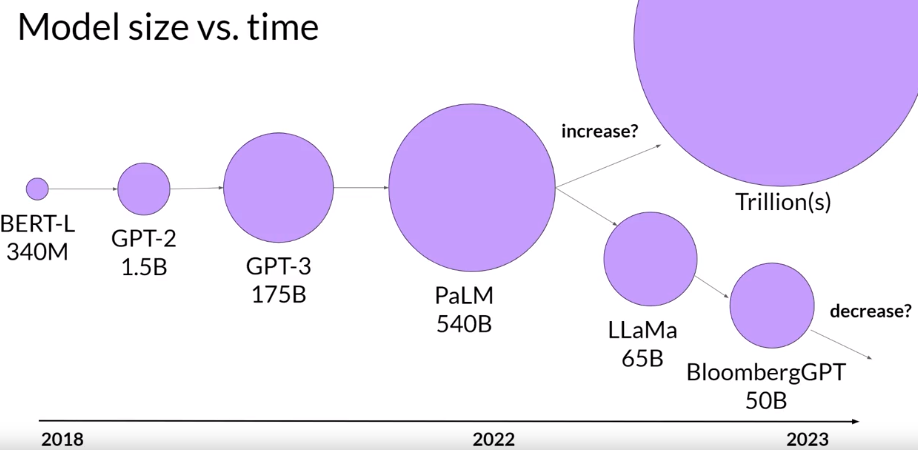 Model size vs. time
increase?
Trillion(s)
BERT-L
340M
GPT-2
1.5B
GPT-3
175B
PaLM
540B
LLaMa
65B
decrease?
BloombergGPT
50B
2018
2022
2023